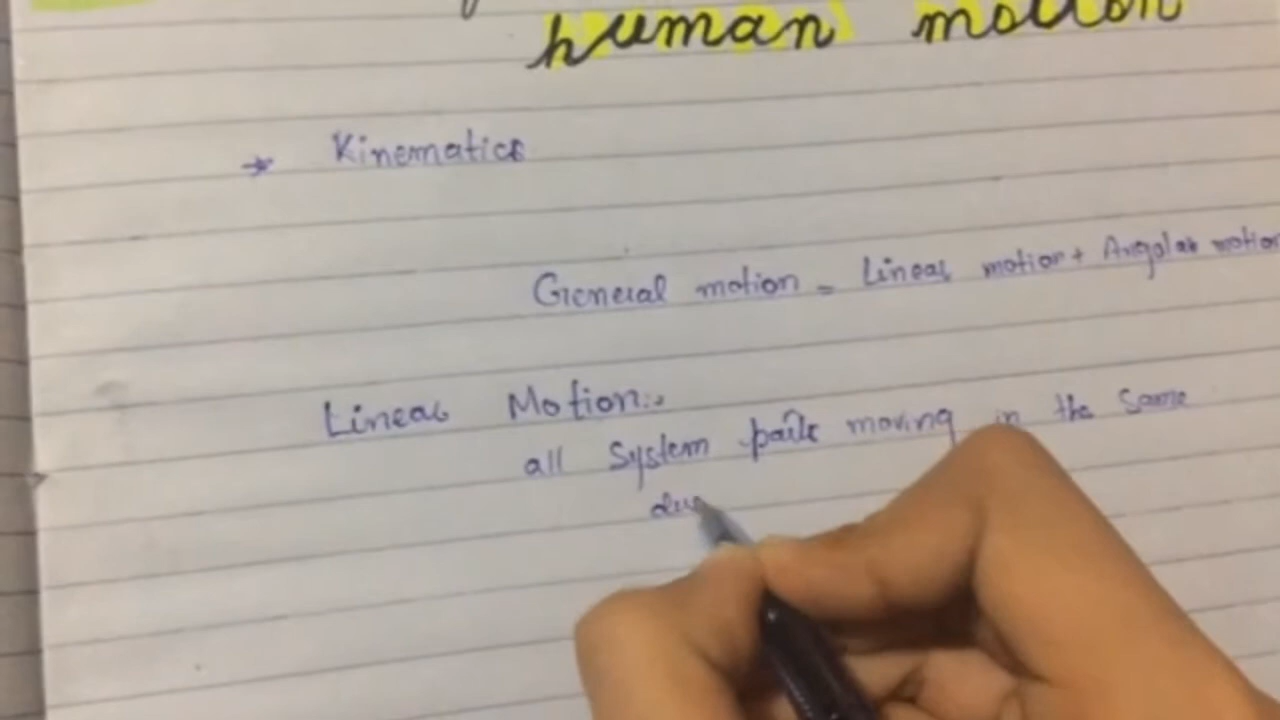 human motion
→ Kinematics
General motion = Linear motion + Angular motion
Linear Motion:-
all System parts moving in the same